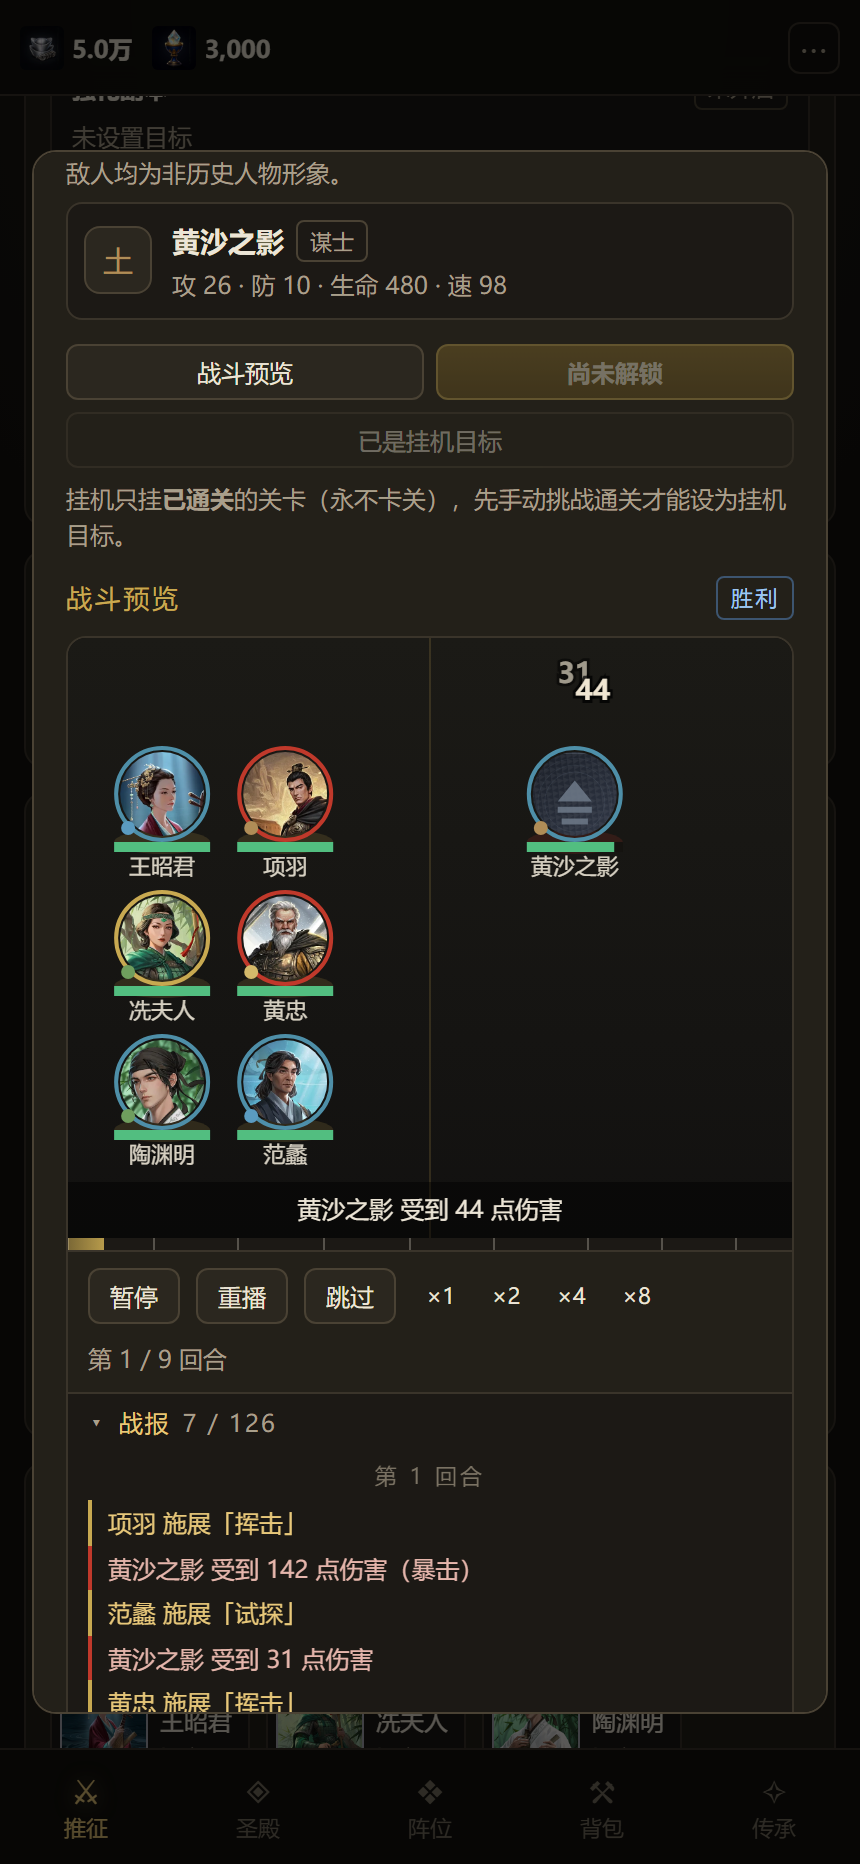 5.0万 3,000 ...
未设置目标
敌人均为非历史人物形象。
土 黄沙之影 谋士
攻 26 · 防 10 · 生命 480 · 速 98
战斗预览 尚未解锁
已是挂机目标
挂机只挂已通关的关卡（永不卡关），先手动挑战通关才能设为挂机
目标。
战斗预览 胜利
31
44
王昭君 项羽 黄沙之影
冼夫人 黄忠
陶渊明 范蠡
黄沙之影 受到 44 点伤害
暂停 重播 跳过 ×1 ×2 ×4 ×8
第 1 / 9 回合
▼ 战报 7 / 126
第 1 回合
项羽 施展「挥击」
黄沙之影 受到 142 点伤害（暴击）
范蠡 施展「试探」
黄沙之影 受到 31 点伤害
黄忠 施展「挥击」
王昭君 冼夫人 陶渊明
推征 圣殿 阵位 背包 传承